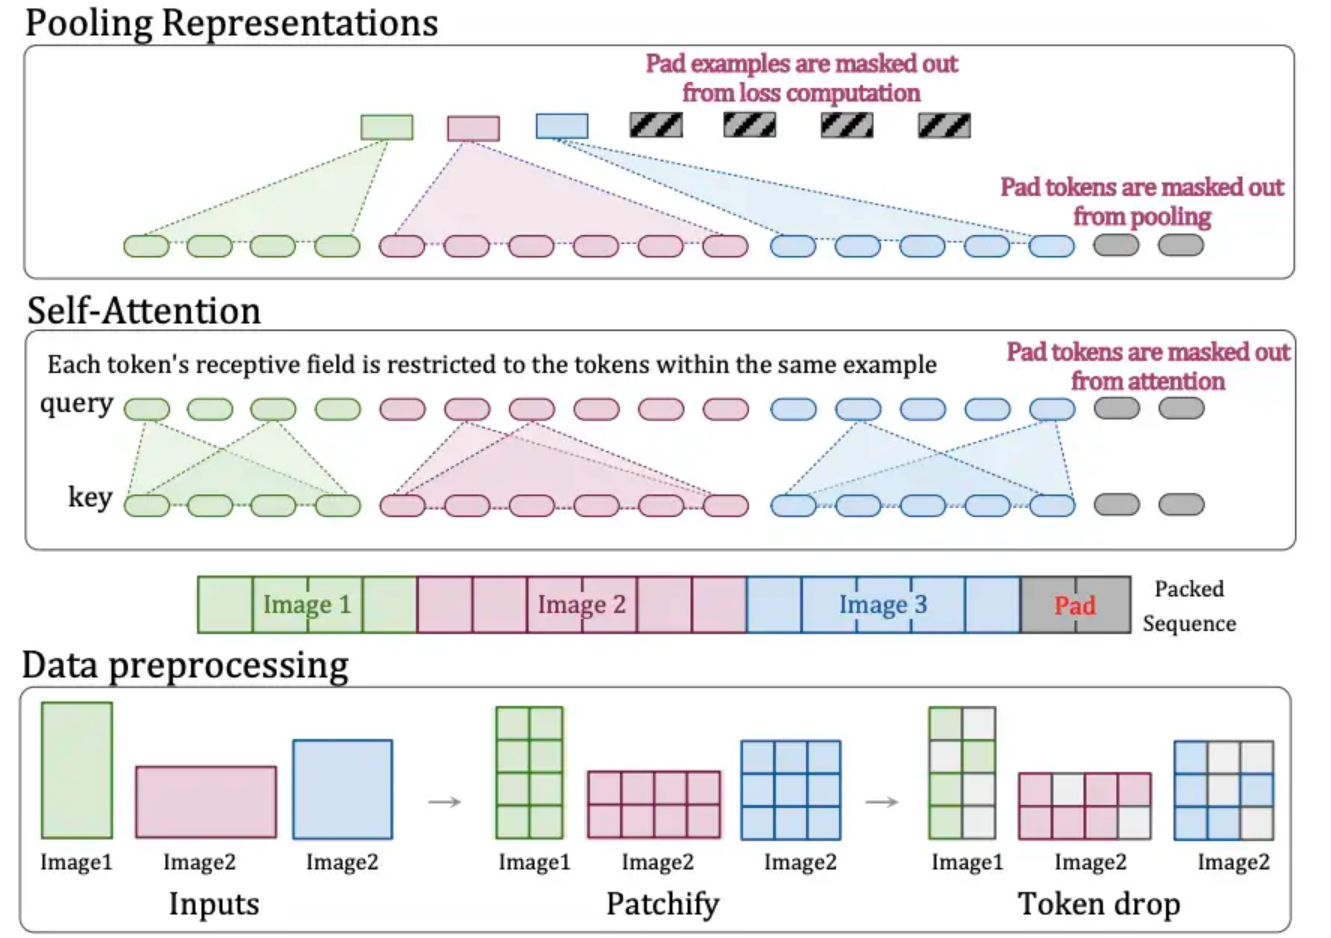 Pooling Representations
Pad examples are masked out
from loss computation
Pad tokens are masked out
from pooling
Self-Attention
Each token's receptive field is restricted to the tokens within the same example
Pad tokens are masked out
from attention
query
key
Image 1
Image 2
Image 3
Pad
Packed
Sequence
Data preprocessing
Image1
Image2
Image2
Image1
Image2
Image2
Image1
Image2
Image2
Inputs
Patchify
Token drop